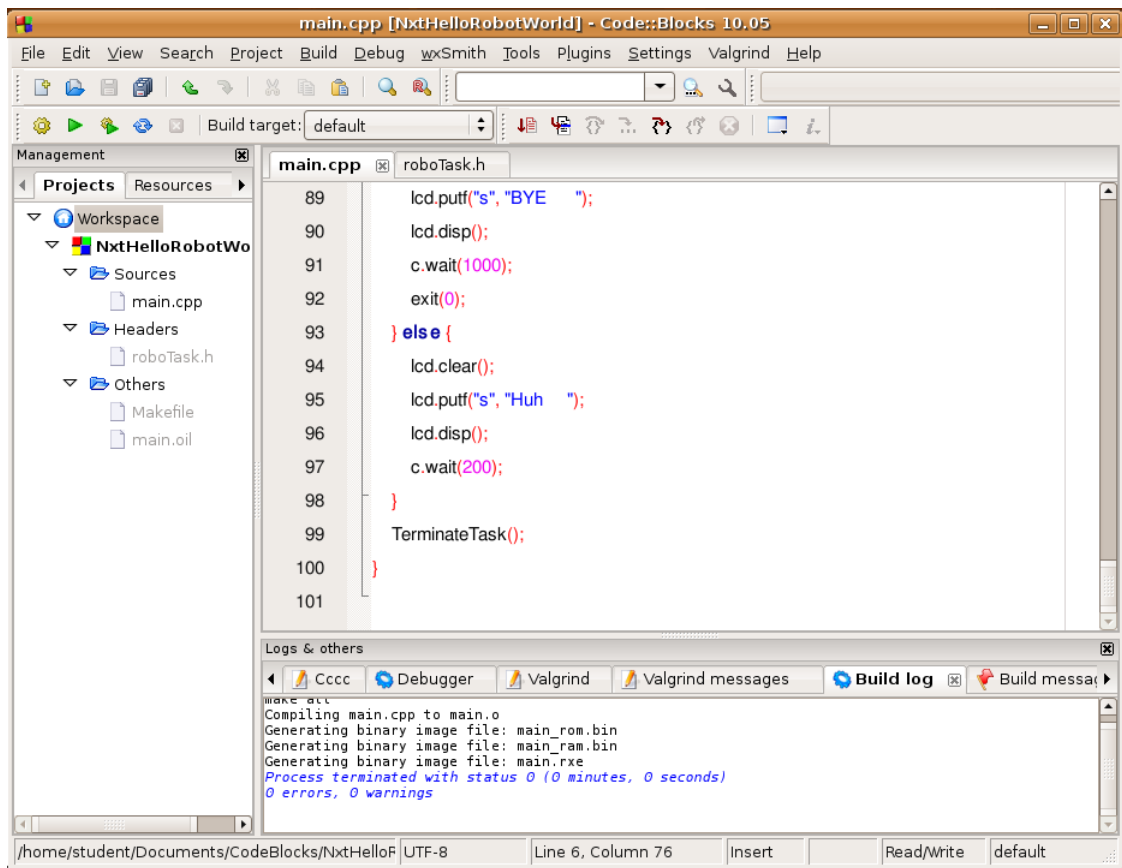 main.cpp [NxtHelloRobotWorld] - Code::Blocks 10.05
File Edit View Search Project Build Debug wxSmith Tools Plugins Settings Valgrind Help
Build target: default
Management
Projects Resources
Workspace
NxtHelloRobotWo
Sources
main.cpp
Headers
roboTask.h
Others
Makefile
main.oil
main.cpp roboTask.h
89 lcd.putf("s", "BYE      ");
90 lcd.disp();
91 c.wait(1000);
92 exit(0);
93 } else {
94 lcd.clear();
95 lcd.putf("s", "Huh     ");
96 lcd.disp();
97 c.wait(200);
98 }
99 TerminateTask();
100 }
101
Logs & others
Cccc Debugger Valgrind Valgrind messages Build log Build messag
make all
Compiling main.cpp to main.o
Generating binary image file: main_rom.bin
Generating binary image file: main_ram.bin
Generating binary image file: main.rxe
Process terminated with status 0 (0 minutes, 0 seconds)
0 errors, 0 warnings
/home/student/Documents/CodeBlocks/NxtHelloR UTF-8 Line 6, Column 76 Insert Read/Write default